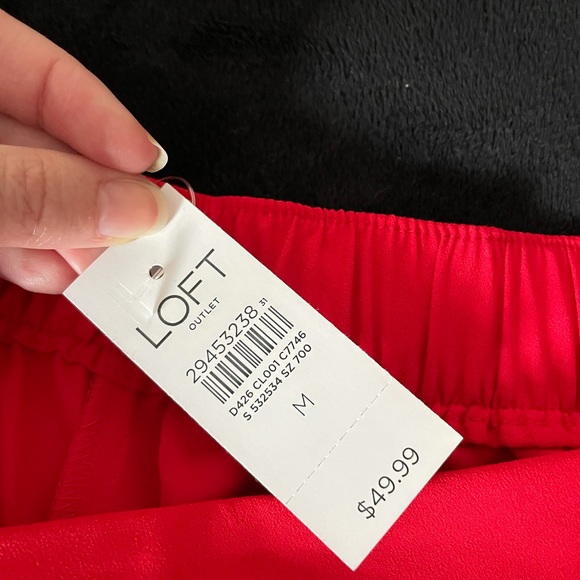 LOFT
OUTLET
29453238 31
D426 CL001 C7746
S 532534 SZ 700
M
$49.99